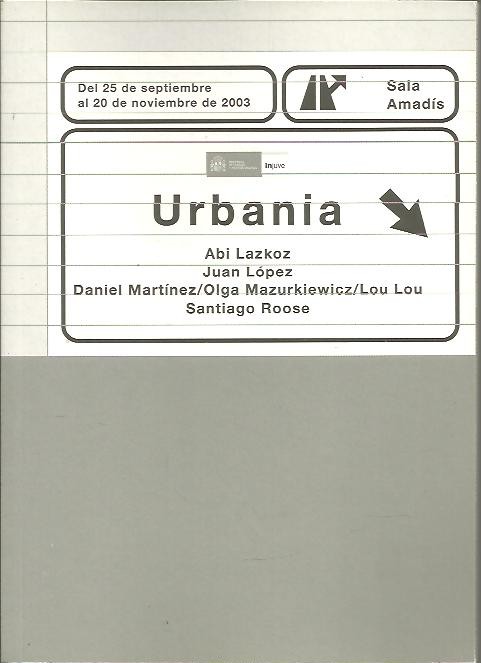 Del 25 de septiembre
al 20 de noviembre de 2003
Sala
Amadís
Injuve
Urbania
Abi Lazkoz
Juan López
Daniel Martínez/Olga Mazurkiewicz/Lou Lou
Santiago Roose